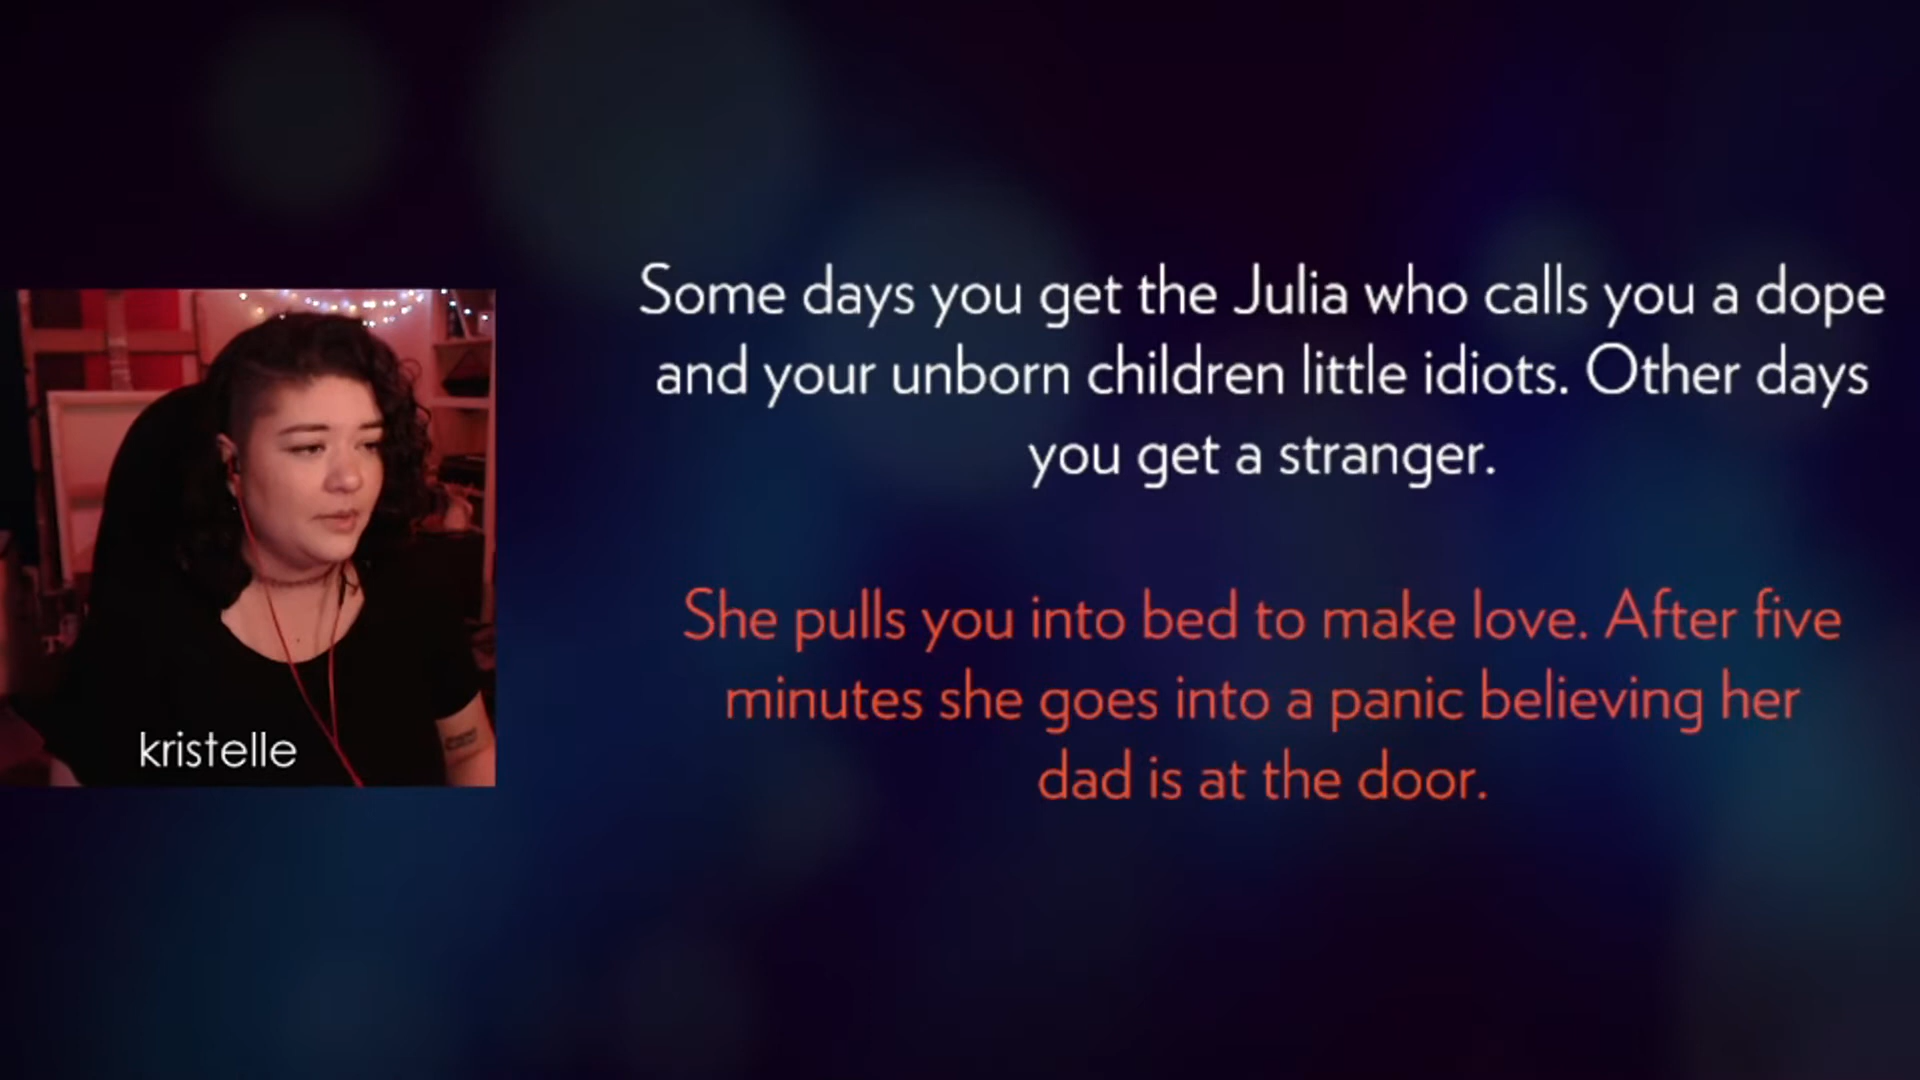 Some days you get the Julia who calls you a dope
and your unborn children little idiots. Other days
you get a stranger.
She pulls you into bed to make love. After five
minutes she goes into a panic believing her
dad is at the door.
kristelle